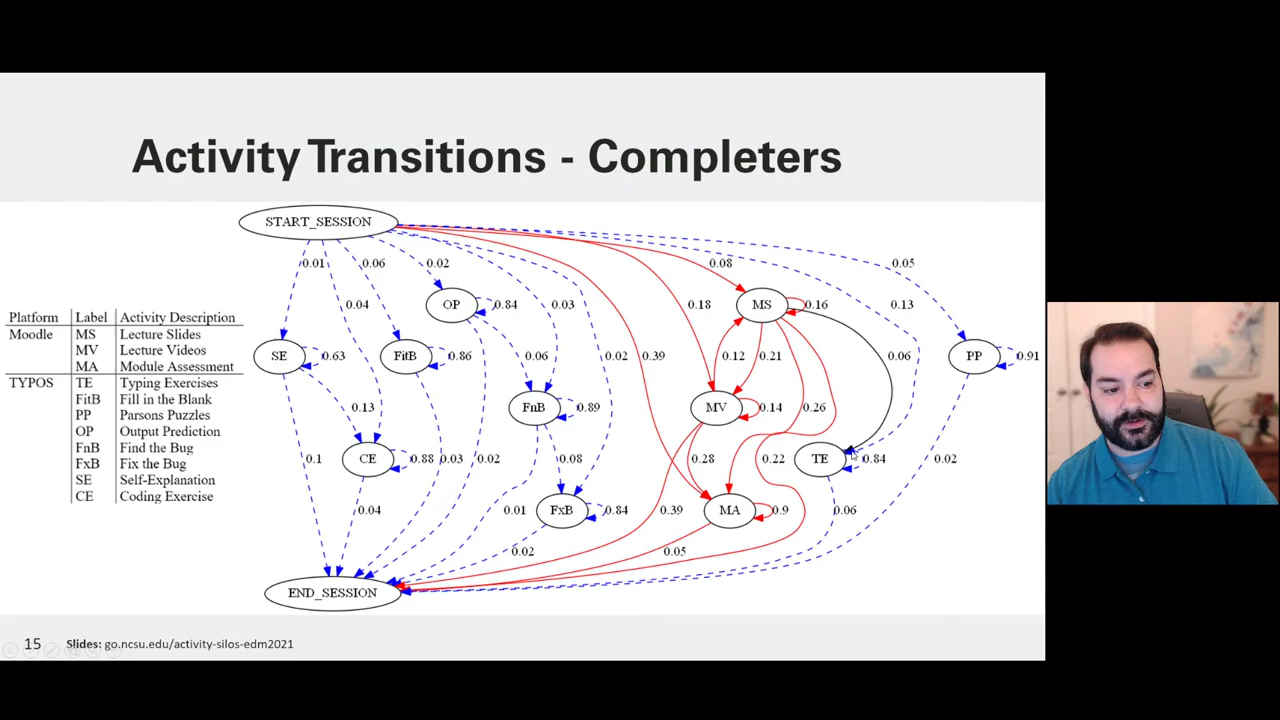 Activity Transitions - Completers
START_SESSION
0.01
0.06
0.02
0.08
0.05
0.04
0.03
0.18
0.13
OP
0.84
MS
0.16
Platform Label Activity Description
Moodle MS Lecture Slides
MV Lecture Videos
MA Module Assessment
TYPOS TE Typing Exercises
FitB Fill in the Blank
PP Parsons Puzzles
OP Output Prediction
FnB Find the Bug
FxB Fix the Bug
SE Self-Explanation
CE Coding Exercise
SE
0.63
FitB
0.86
0.06
0.02
0.39
0.12
0.21
0.06
PP
0.91
0.13
FnB
0.89
MV
0.14
0.26
0.1
CE
0.88
0.03
0.02
0.08
0.28
0.22
TE
0.84
0.02
0.04
0.01
FxB
0.84
0.39
MA
0.9
0.06
0.02
0.05
END_SESSION
15 Slides: go.ncsu.edu/activity-silos-edm2021